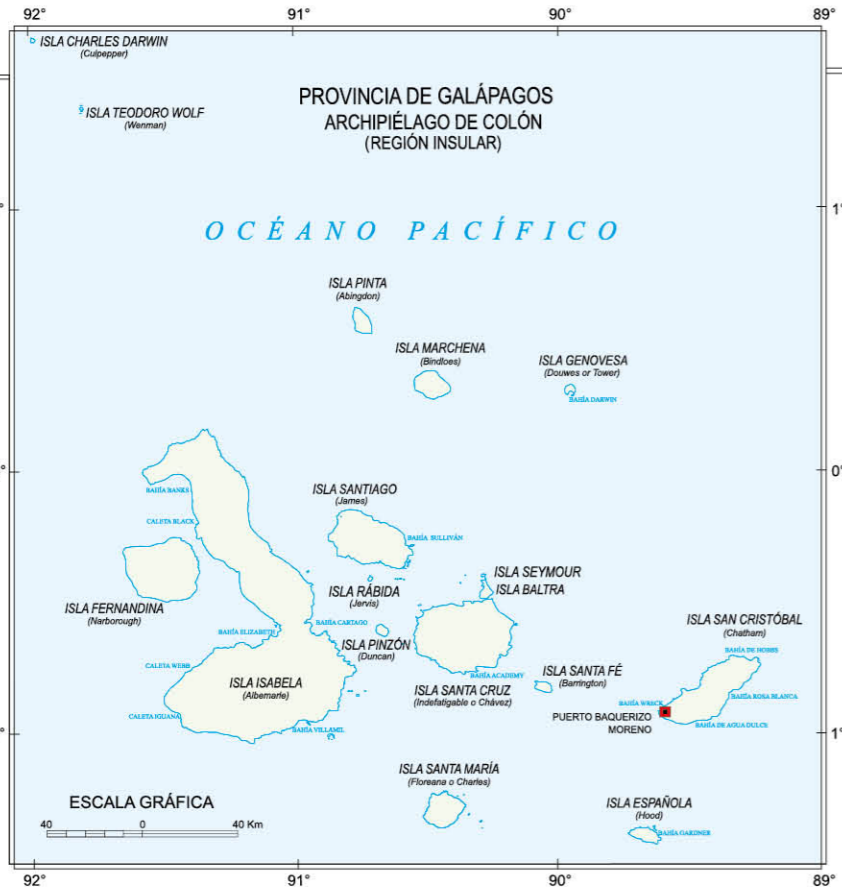 92° 91° 90° 89°
ISLA CHARLES DARWIN
(Culpepper)
PROVINCIA DE GALÁPAGOS
ARCHIPIÉLAGO DE COLÓN
(REGIÓN INSULAR)
ISLA TEODORO WOLF
(Wenman)
1°
OCÉANO PACÍFICO
ISLA PINTA
(Abingdon)
ISLA MARCHENA
(Bindloes)
ISLA GENOVESA
(Douwes or Tower)
BAHÍA DARWIN
0°
BAHÍA BANKS
ISLA SANTIAGO
(James)
CALETA BLACK
BAHÍA SULLIVÁN
ISLA SEYMOUR
ISLA BALTRA
ISLA RÁBIDA
(Jervis)
ISLA FERNANDINA
(Narborough)
BAHÍA CARTAGO
BAHÍA ELIZABETH
ISLA PINZÓN
(Duncan)
ISLA SAN CRISTÓBAL
(Chatham)
BAHÍA DE HOBBS
CALETA WEBB
ISLA ISABELA
(Albemarle)
BAHÍA ACADEMY
ISLA SANTA FÉ
(Barrington)
ISLA SANTA CRUZ
(Indefatigable o Chávez)
BAHÍA ROSA BLANCA
BAHÍA WRECK
CALETA IGUANA
PUERTO BAQUERIZO
MORENO
BAHÍA DE AGUA DULCE
BAHÍA VILLAMIL
1°
ISLA SANTA MARÍA
(Floreana o Charles)
ESCALA GRÁFICA
40 0 40 Km
ISLA ESPAÑOLA
(Hood)
BAHÍA GARDNER
92° 91° 90° 89°